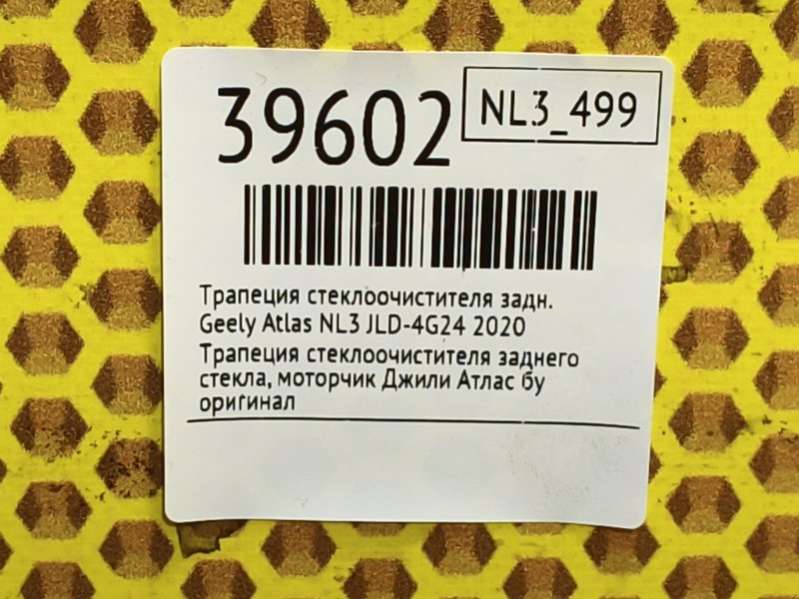 39602
NL3_499
Трапеция стеклоочистителя задн.
Geely Atlas NL3 JLD-4G24 2020
Трапеция стеклоочистителя заднего
стекла, моторчик Джили Атлас бу
оригинал